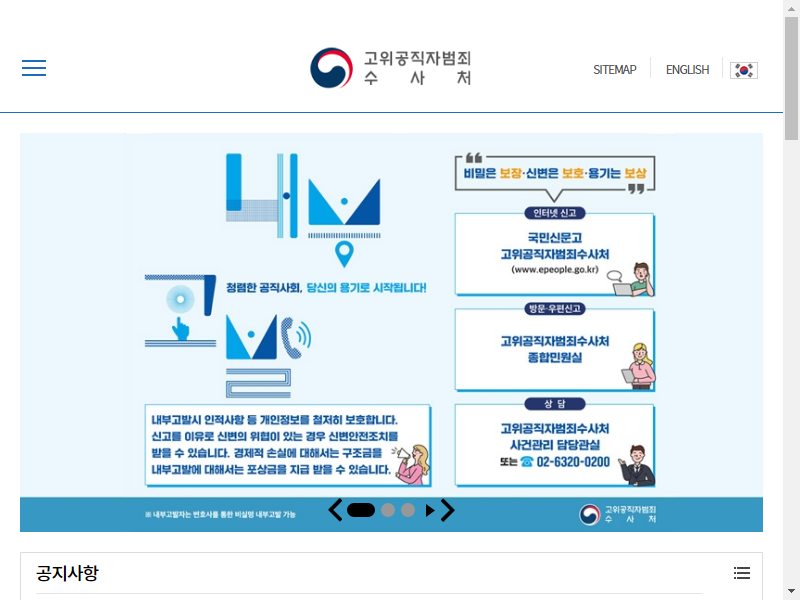 고위공직자범죄
수 사 처
SITEMAP
ENGLISH
내부
고발
청렴한 공직사회, 당신의 용기로 시작됩니다!
내부고발시 인적사항 등 개인정보를 철저히 보호합니다.
신고를 이유로 신변의 위협이 있는 경우 신변안전조치를
받을 수 있습니다. 경제적 손실에 대해서는 구조금을
내부고발에 대해서는 포상금을 지급 받을 수 있습니다.
비밀은 보장·신변은 보호·용기는 보상
인터넷 신고
국민신문고
고위공직자범죄수사처
(www.epeople.go.kr)
방문·우편신고
고위공직자범죄수사처
종합민원실
상 담
고위공직자범죄수사처
사건관리 담당관실
또는 ☎ 02-6320-0200
※ 내부고발자는 변호사를 통한 비실명 내부고발 가능
고위공직자범죄
수 사 처
공지사항